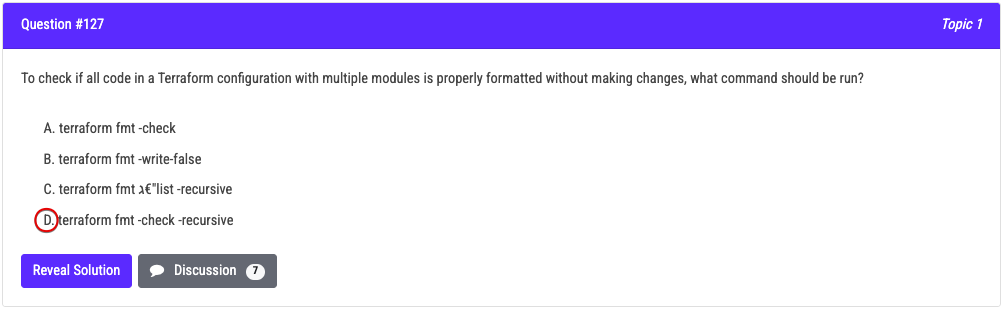 Question #127
Topic 1
To check if all code in a Terraform configuration with multiple modules is properly formatted without making changes, what command should be run?
A. terraform fmt -check
B. terraform fmt -write-false
C. terraform fmt ג€"list -recursive
D. terraform fmt -check -recursive
Reveal Solution
Discussion 7